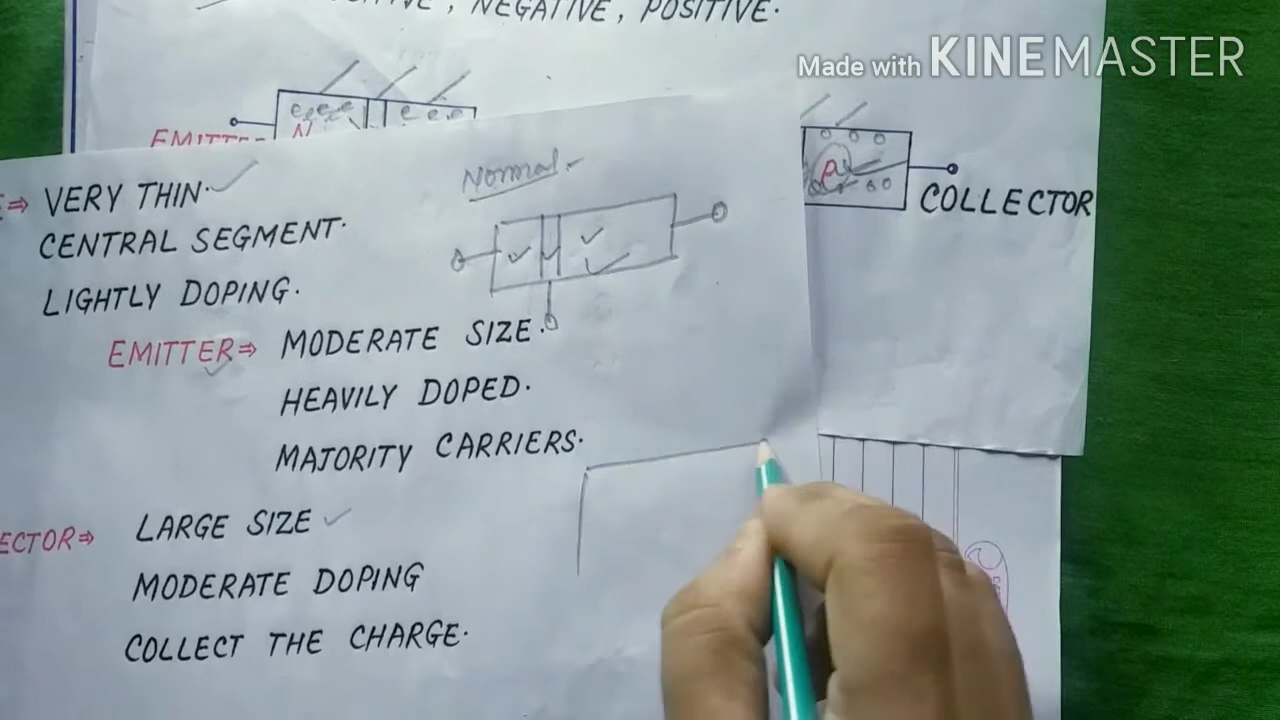 NEGATIVE, POSITIVE.
Made with KINEMASTER
e e e e e e e
N
P
COLLECTOR
Normal.
⇒ VERY THIN.
CENTRAL SEGMENT.
LIGHTLY DOPING.
EMITTER⇒ MODERATE SIZE.
HEAVILY DOPED.
MAJORITY CARRIERS.
ECTOR⇒ LARGE SIZE
MODERATE DOPING
COLLECT THE CHARGE.